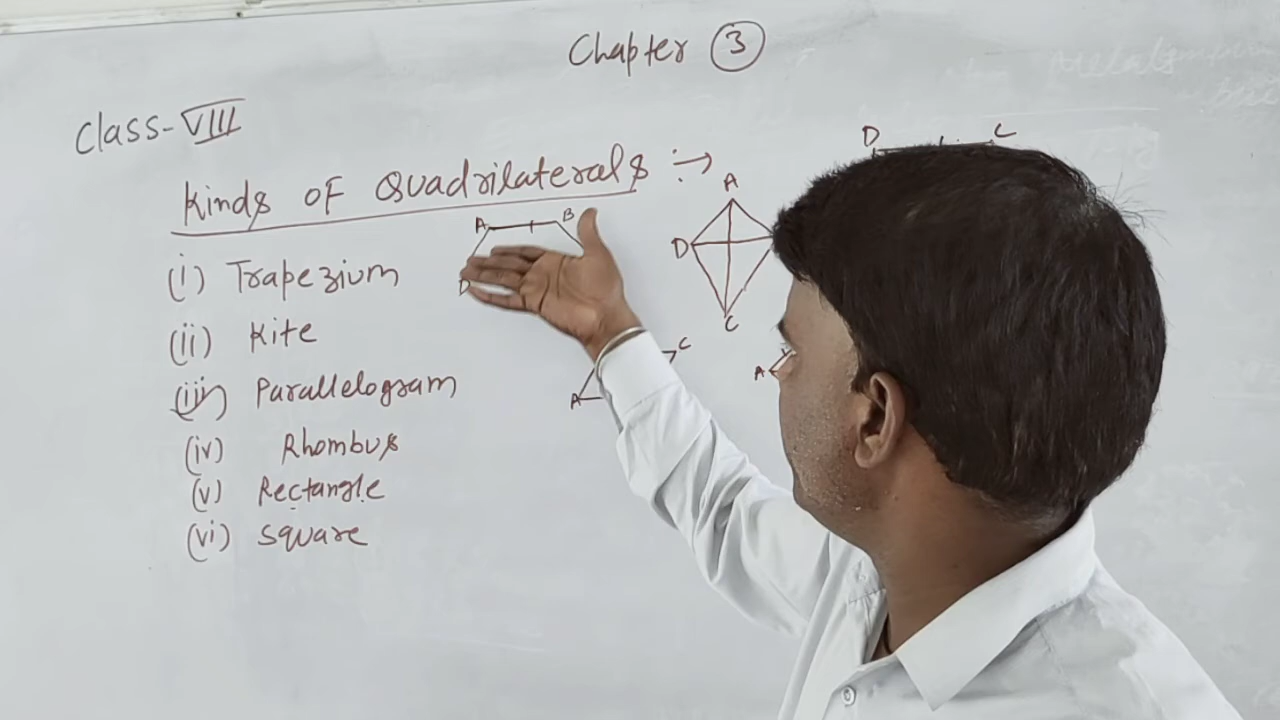 Chapter 3
Class-VIII
Kinds of Quadrilaterals :→
(i) Trapezium
(ii) Kite
(iii) Parallelogram
(iv) Rhombus
(v) Rectangle
(vi) Square
A B
D
A
D
C
D C
C
A
A